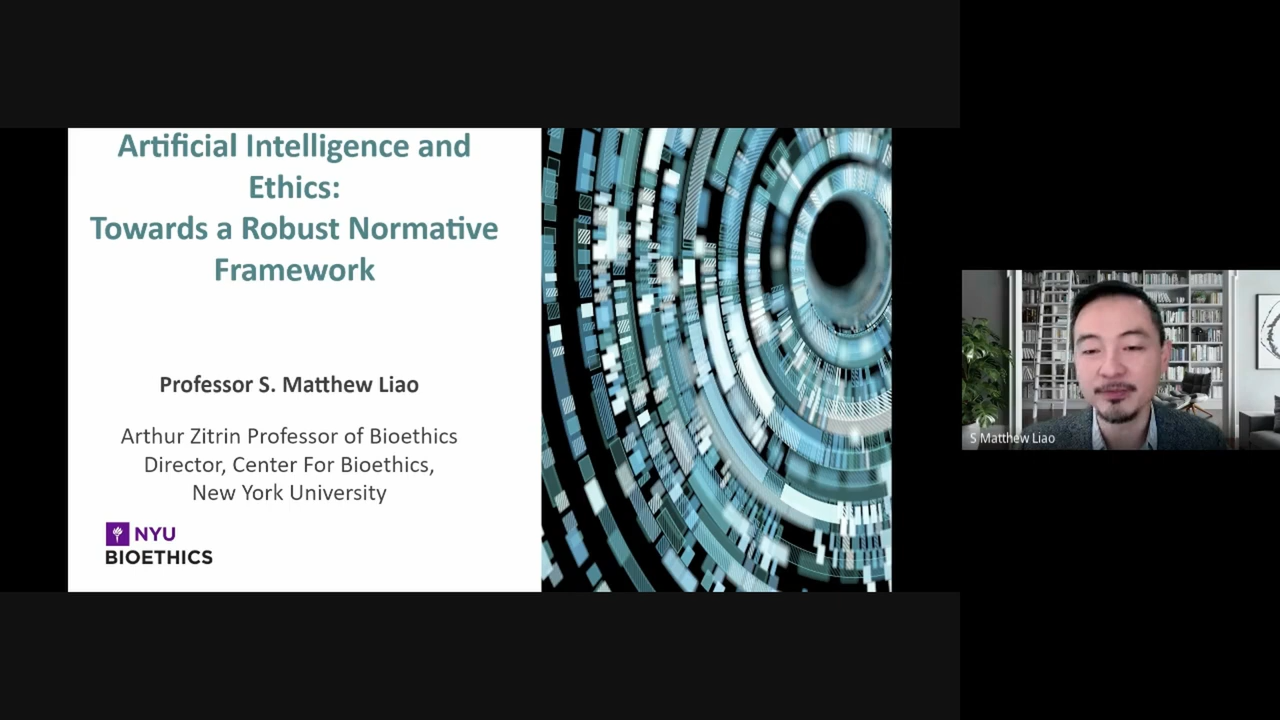 Artificial Intelligence and
Ethics:
Towards a Robust Normative
Framework
Professor S. Matthew Liao
Arthur Zitrin Professor of Bioethics
Director, Center For Bioethics,
New York University
NYU
BIOETHICS
S Matthew Liao